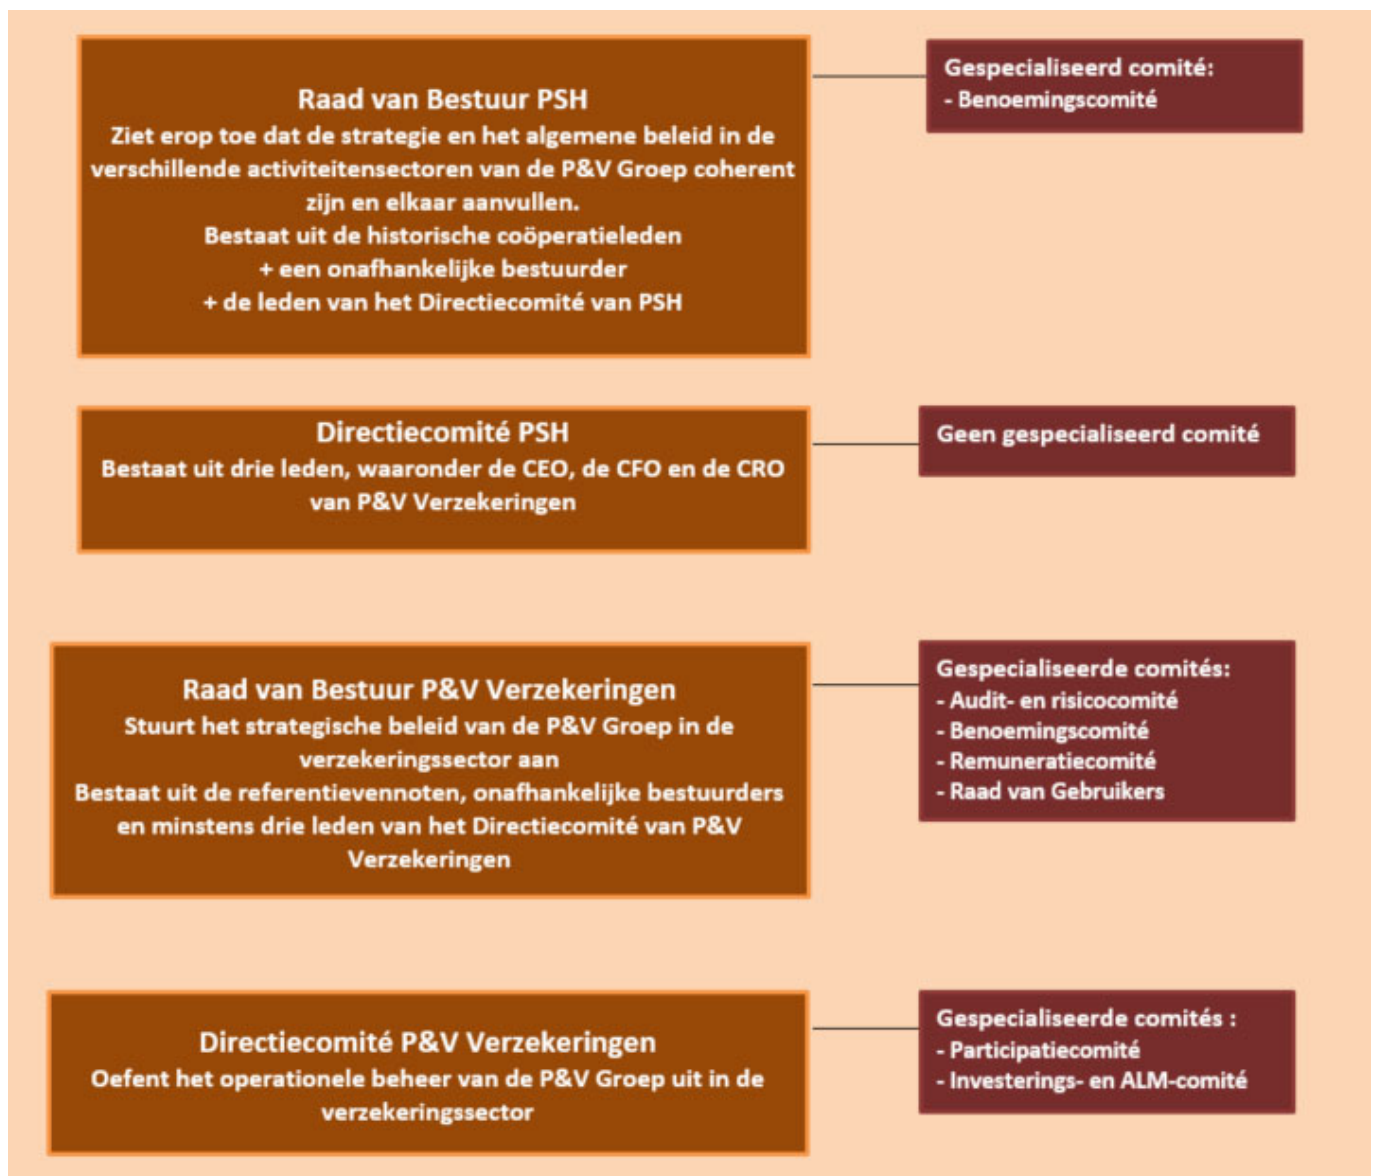 Raad van Bestuur PSH
Ziet erop toe dat de strategie en het algemene beleid in de
verschillende activiteitensectoren van de P&V Groep coherent
zijn en elkaar aanvullen.
Bestaat uit de historische coöperatieleden
+ een onafhankelijke bestuurder
+ de leden van het Directiecomité van PSH
Gespecialiseerd comité:
- Benoemingscomité
Directiecomité PSH
Bestaat uit drie leden, waaronder de CEO, de CFO en de CRO
van P&V Verzekeringen
Geen gespecialiseerd comité
Raad van Bestuur P&V Verzekeringen
Stuurt het strategische beleid van de P&V Groep in de
verzekeringssector aan
Bestaat uit de referentievennoten, onafhankelijke bestuurders
en minstens drie leden van het Directiecomité van P&V
Verzekeringen
Gespecialiseerde comités:
- Audit- en risicocomité
- Benoemingscomité
- Remuneratiecomité
- Raad van Gebruikers
Directiecomité P&V Verzekeringen
Oefent het operationele beheer van de P&V Groep uit in de
verzekeringssector
Gespecialiseerde comités :
- Participatiecomité
- Investerings- en ALM-comité